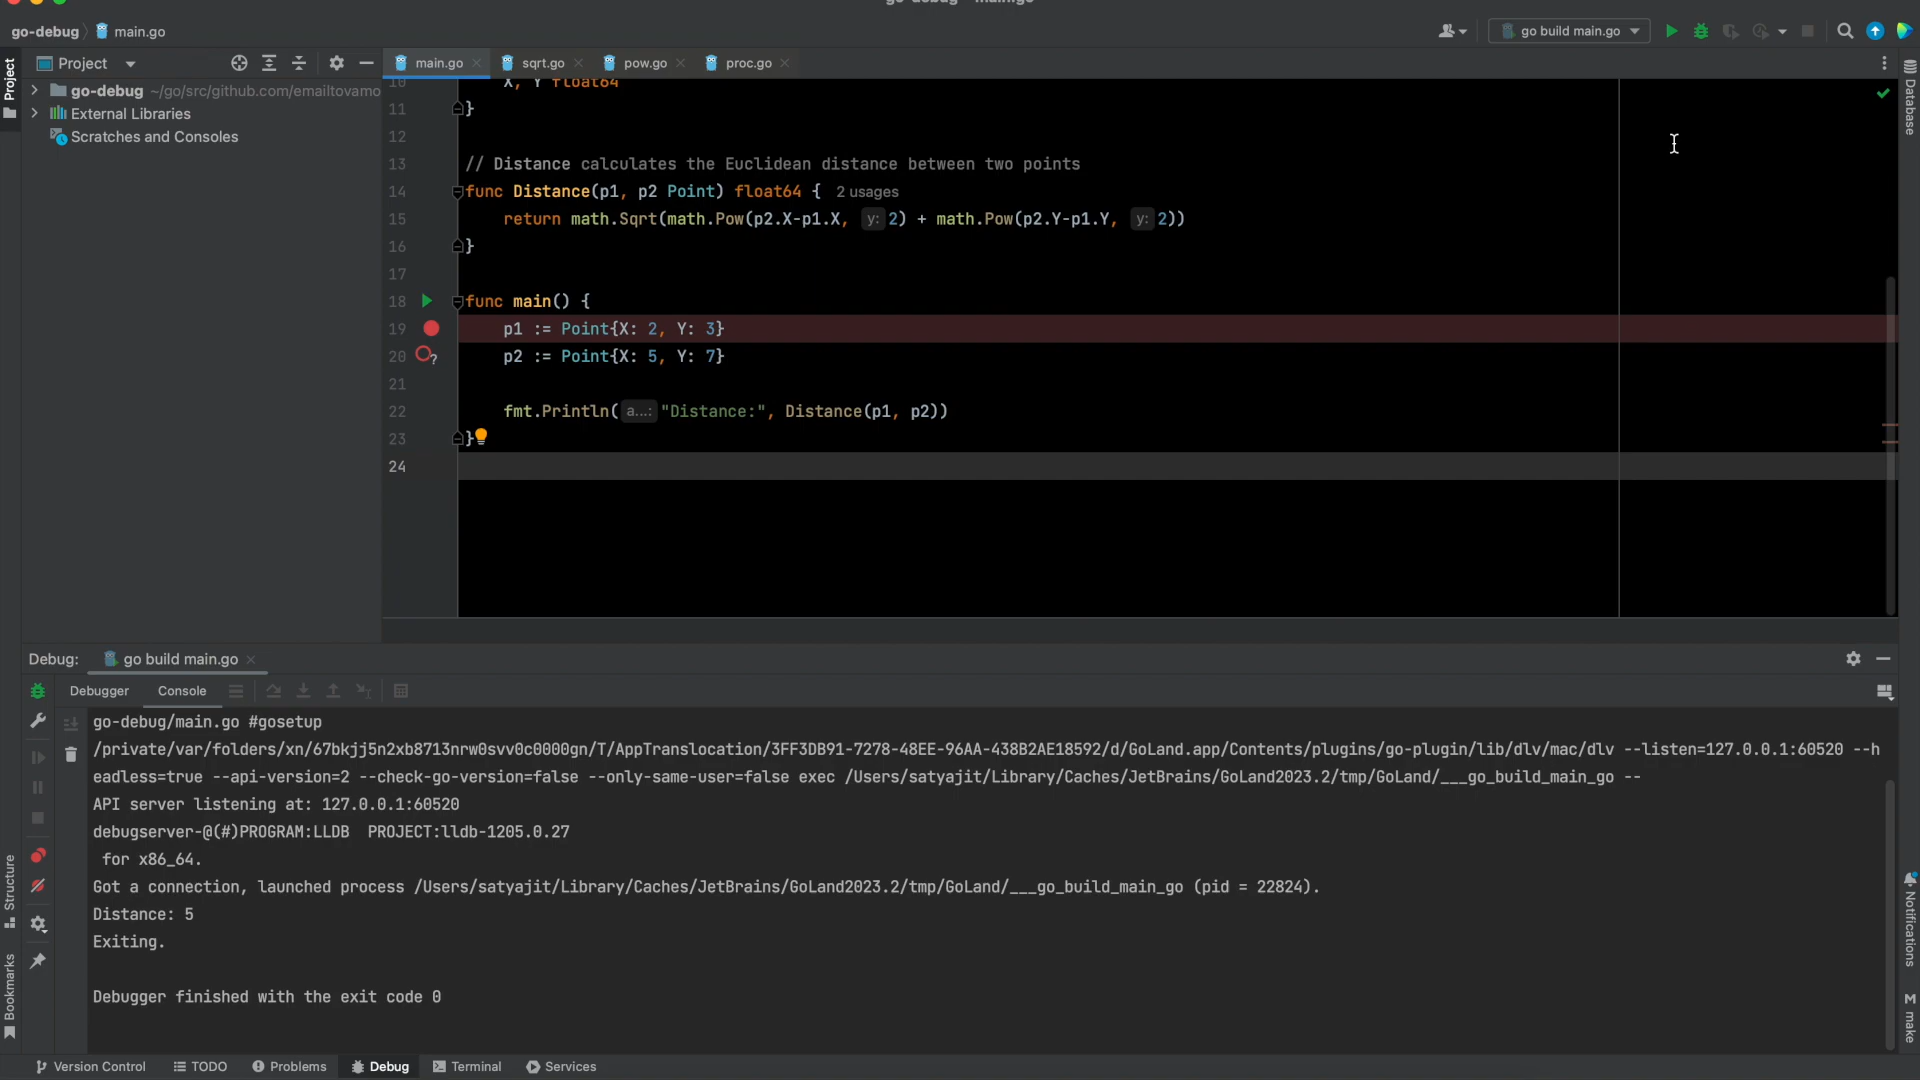 go-debug – main.go
go-debug
main.go
go build main.go
Project
main.go
sqrt.go
pow.go
proc.go
go-debug ~/go/src/github.com/emailtovamo
External Libraries
Scratches and Consoles
Project
Structure
Bookmarks
Database
Notifications
make
10 X, Y float64
11 }
12
13 // Distance calculates the Euclidean distance between two points
14 func Distance(p1, p2 Point) float64 { 2 usages
15 return math.Sqrt(math.Pow(p2.X-p1.X, y: 2) + math.Pow(p2.Y-p1.Y, y: 2))
16 }
17
18 func main() {
19 p1 := Point{X: 2, Y: 3}
20 p2 := Point{X: 5, Y: 7}
21
22 fmt.Println( a...: "Distance:", Distance(p1, p2))
23 }
24
Debug: go build main.go
Debugger Console
go-debug/main.go #gosetup
/private/var/folders/xn/67bkjj5n2xb8713nrw0svv0c0000gn/T/AppTranslocation/3FF3DB91-7278-48EE-96AA-438B2AE18592/d/GoLand.app/Contents/plugins/go-plugin/lib/dlv/mac/dlv --listen=127.0.0.1:60520 --h
eadless=true --api-version=2 --check-go-version=false --only-same-user=false exec /Users/satyajit/Library/Caches/JetBrains/GoLand2023.2/tmp/GoLand/___go_build_main_go --
API server listening at: 127.0.0.1:60520
debugserver-@(#)PROGRAM:LLDB PROJECT:lldb-1205.0.27
for x86_64.
Got a connection, launched process /Users/satyajit/Library/Caches/JetBrains/GoLand2023.2/tmp/GoLand/___go_build_main_go (pid = 22824).
Distance: 5
Exiting.
Debugger finished with the exit code 0
Version Control
TODO
Problems
Debug
Terminal
Services